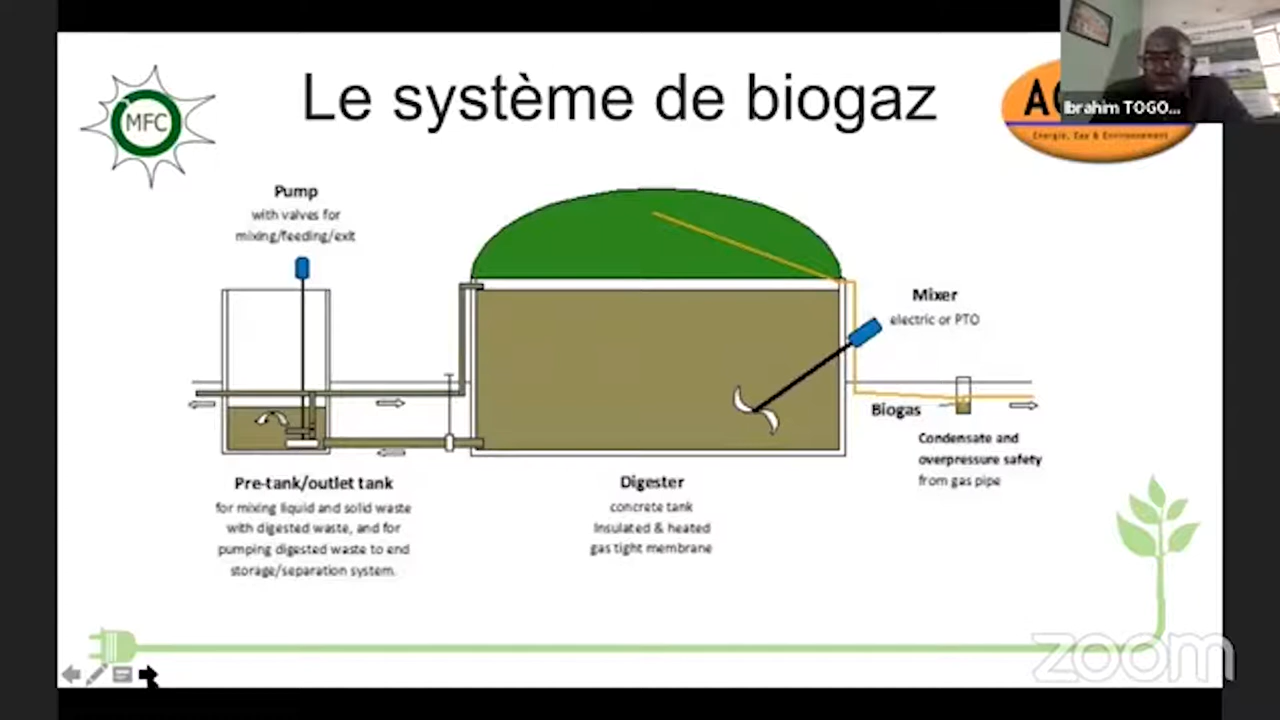 Le système de biogaz
MFC
Ibrahim TOGO...
Energie, Eau & Environnement
Pump
with valves for
mixing/feeding/exit
Mixer
electric or PTO
Biogas
Condensate and
overpressure safety
from gas pipe
Pre-tank/outlet tank
for mixing liquid and solid waste
with digested waste, and for
pumping digested waste to end
storage/separation system.
Digester
concrete tank
Insulated & heated
gas tight membrane
zoom